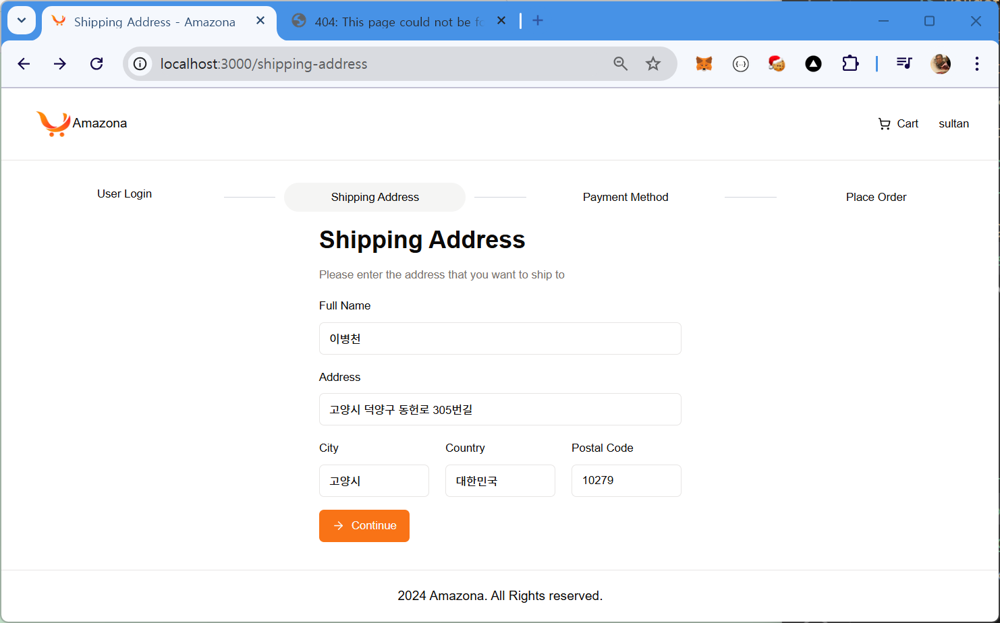 Shipping Address - Amazona
404: This page could not be fo
localhost:3000/shipping-address
Amazona
Cart
sultan
User Login
Shipping Address
Payment Method
Place Order
Shipping Address
Please enter the address that you want to ship to
Full Name
이병천
Address
고양시 덕양구 동헌로 305번길
City
Country
Postal Code
고양시
대한민국
10279
Continue
2024 Amazona. All Rights reserved.